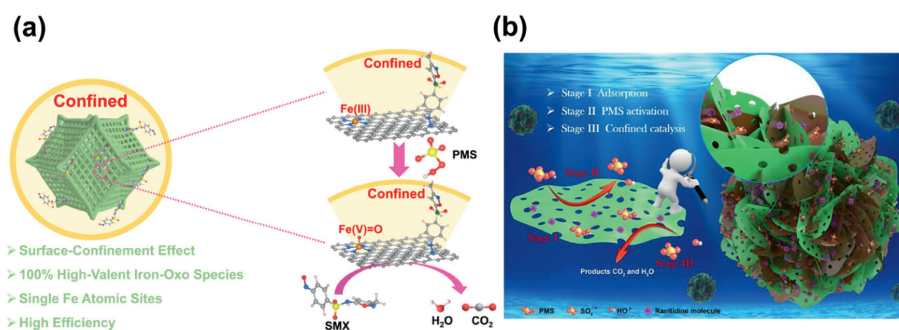 (a)
Confined
Surface-Confinement Effect
100% High-Valent Iron-Oxo Species
Single Fe Atomic Sites
High Efficiency
Confined
Fe(III)
PMS
Confined
Fe(V)=O
SMX
H₂O
CO₂
(b)
Stage I Adsorption
Stage II PMS activation
Stage III Confined catalysis
Stage II
Stage I
Stage III
Products CO₂ and H₂O
PMS
SO₄•⁻
HO•
Ranitidine molecule